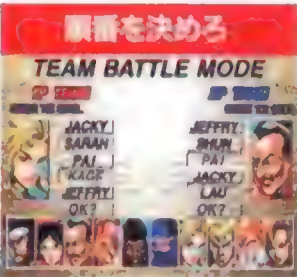 順番を決めろ
TEAM BATTLE MODE
JACKY
SARAH
PAI
KAGE
JEFFRY
OK?
JEFFRY
SHUN
PAI
JACKY
LAU
OK?